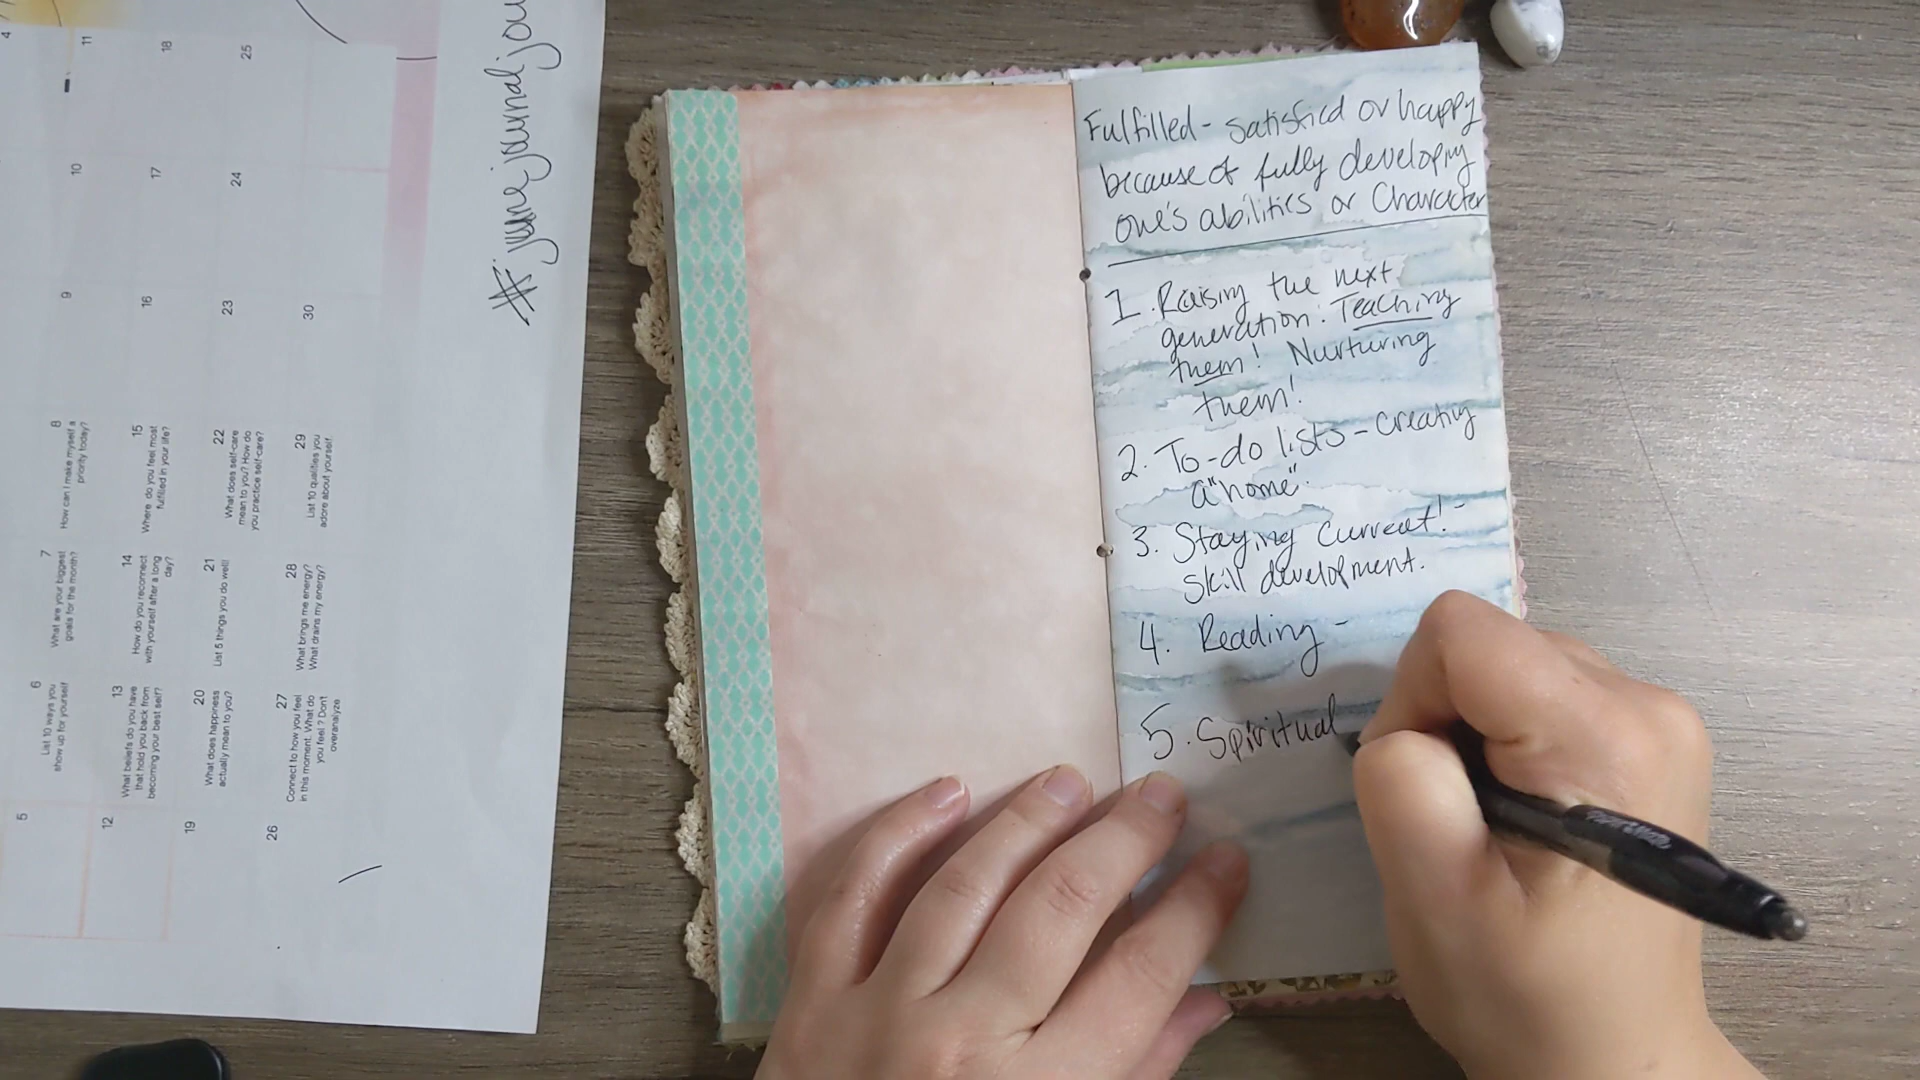 #junejournaljou
4
11
18
25
10
17
24
9
16
23
30
8
How can I make myself a
priority today?
15
Where do you feel most
fulfilled in your life?
22
What does self-care
mean to you? How do
you practice self-care?
29
List 10 qualities you
adore about yourself.
7
What are your biggest
goals for the month?
14
How do you reconnect
with yourself after a long
day?
21
List 5 things you do well!
28
What brings me energy?
What drains my energy?
6
List 10 ways you
show up for yourself
13
What beliefs do you have
that hold you back from
becoming your best self?
20
What does happiness
actually mean to you?
27
Connect to how you feel
in this moment. What do
you feel? Don't
overanalyze
5
12
19
26
Fulfilled - satisfied or happy
because of fully developing
one's abilities or Character
1. Raising the next
generation: Teaching
them! Nurturing
them!
2. To-do lists - creating
a "home".
3. Staying Current! -
Skill development.
4. Reading -
5. Spiritual